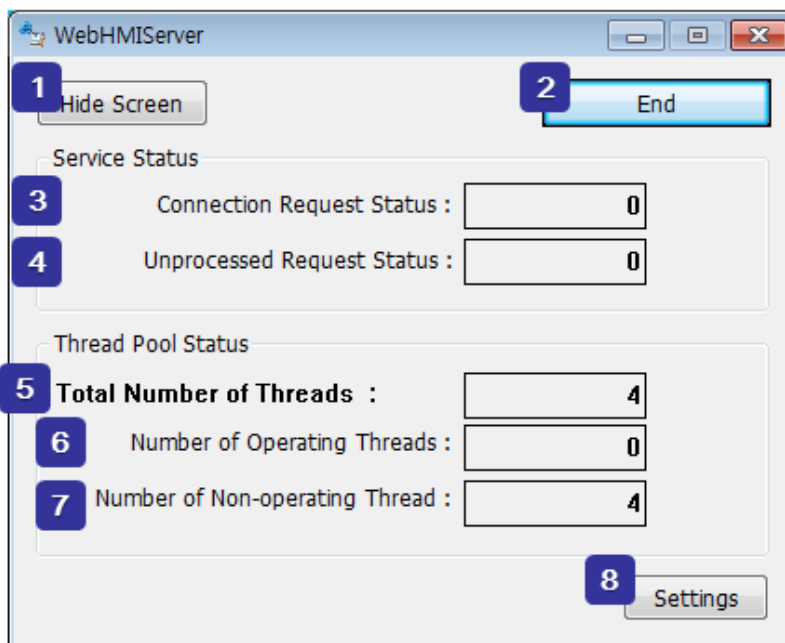 WebHMIServer
1 Hide Screen 2 End
Service Status
3 Connection Request Status : 0
4 Unprocessed Request Status : 0
Thread Pool Status
5 Total Number of Threads : 4
6 Number of Operating Threads : 0
7 Number of Non-operating Thread : 4
8 Settings